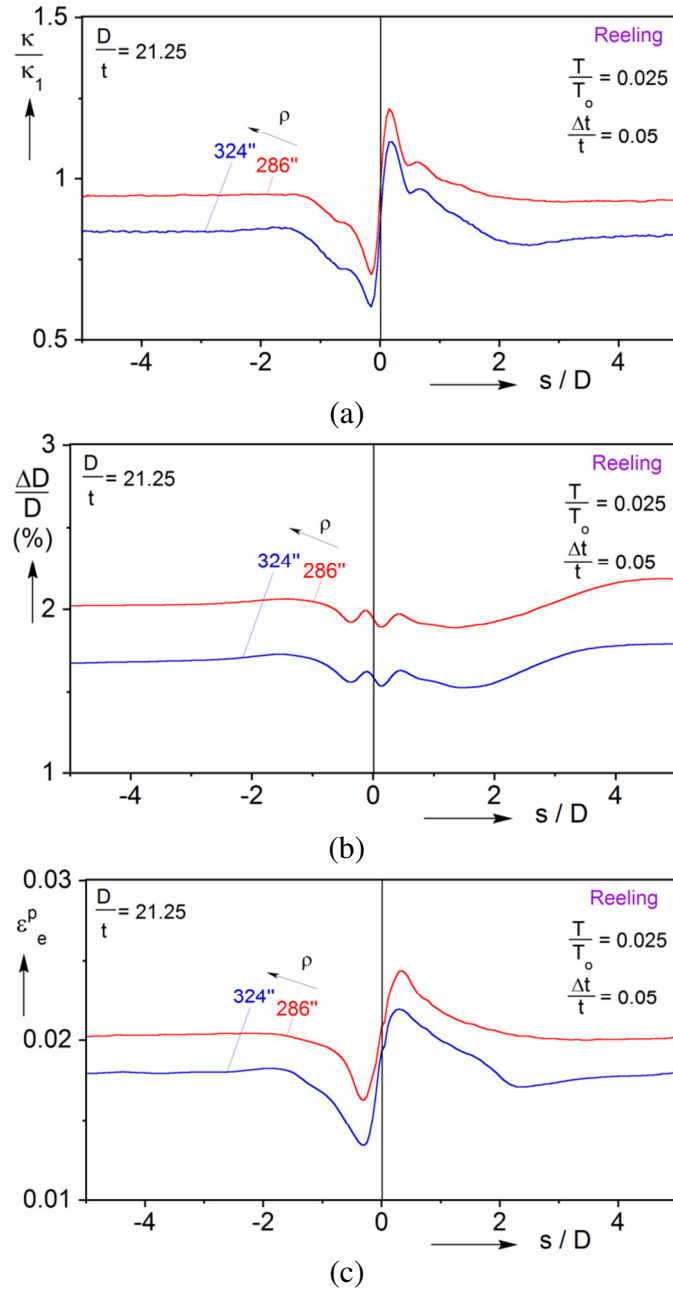 1.5
κ
κ₁
D
t
= 21.25
Reeling
T
Tₒ
= 0.025
Δt
t
= 0.05
ρ
324"
286"
1
0.5
-4
-2
0
2
4
s / D
(a)
3
ΔD
D
(%)
D
t
= 21.25
Reeling
T
Tₒ
= 0.025
Δt
t
= 0.05
ρ
324"
286"
2
1
-4
-2
0
2
4
s / D
(b)
0.03
εᵖₑ
D
t
= 21.25
Reeling
T
Tₒ
= 0.025
Δt
t
= 0.05
ρ
324"
286"
0.02
0.01
-4
-2
0
2
4
s / D
(c)